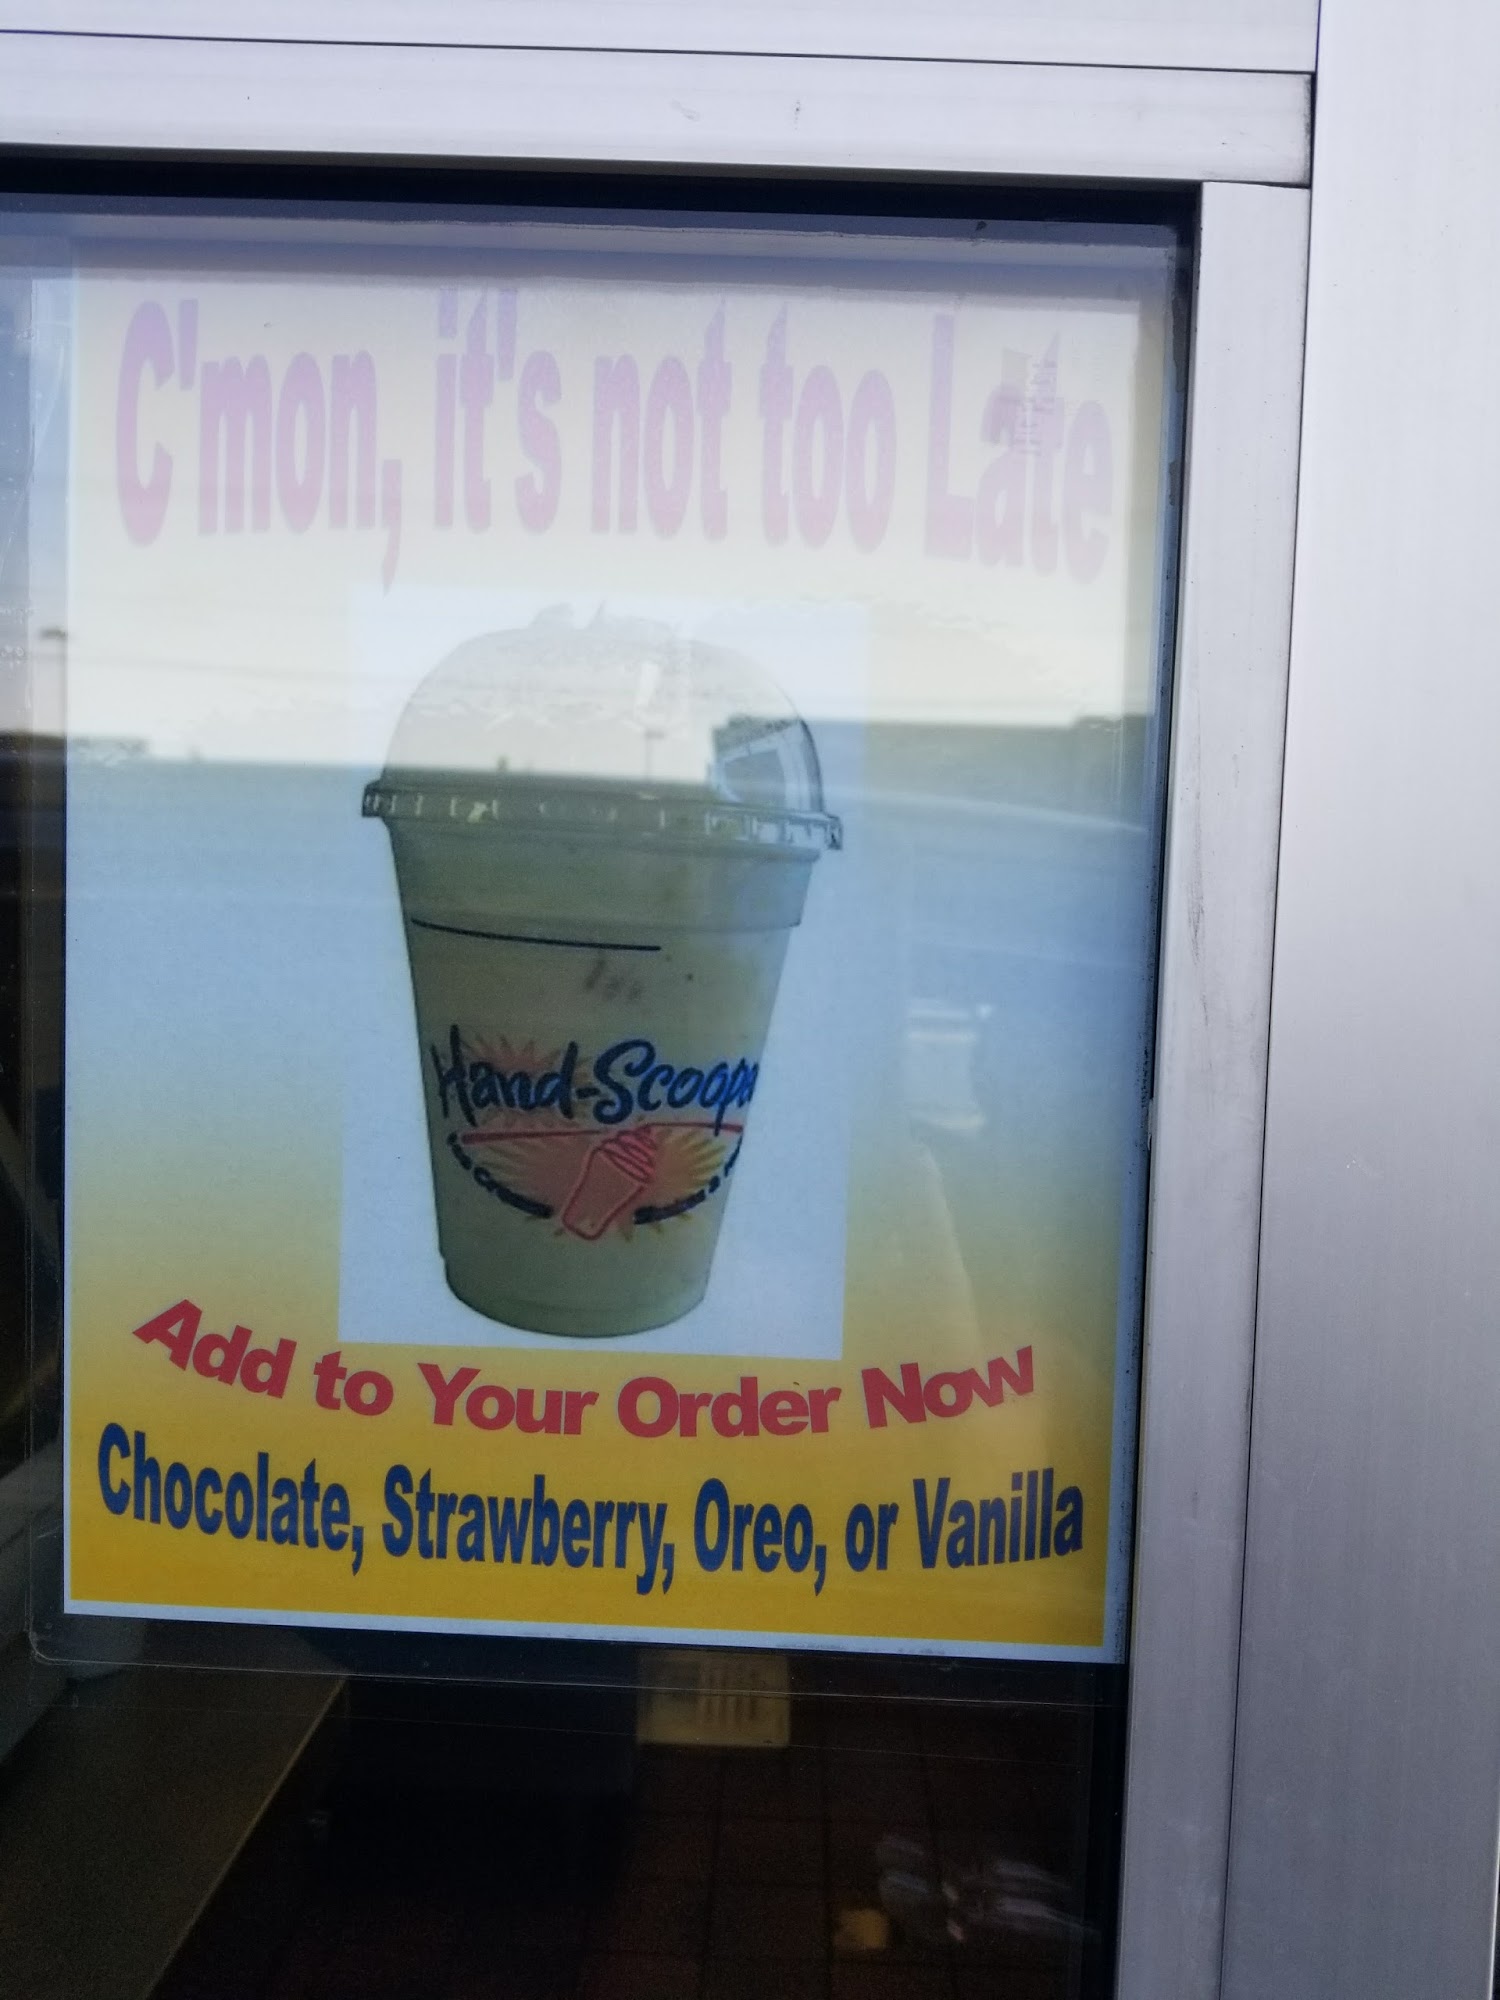 C'mon, it's not too Late
Hand-Scoop
Add to Your Order Now
Chocolate, Strawberry, Oreo, or Vanilla